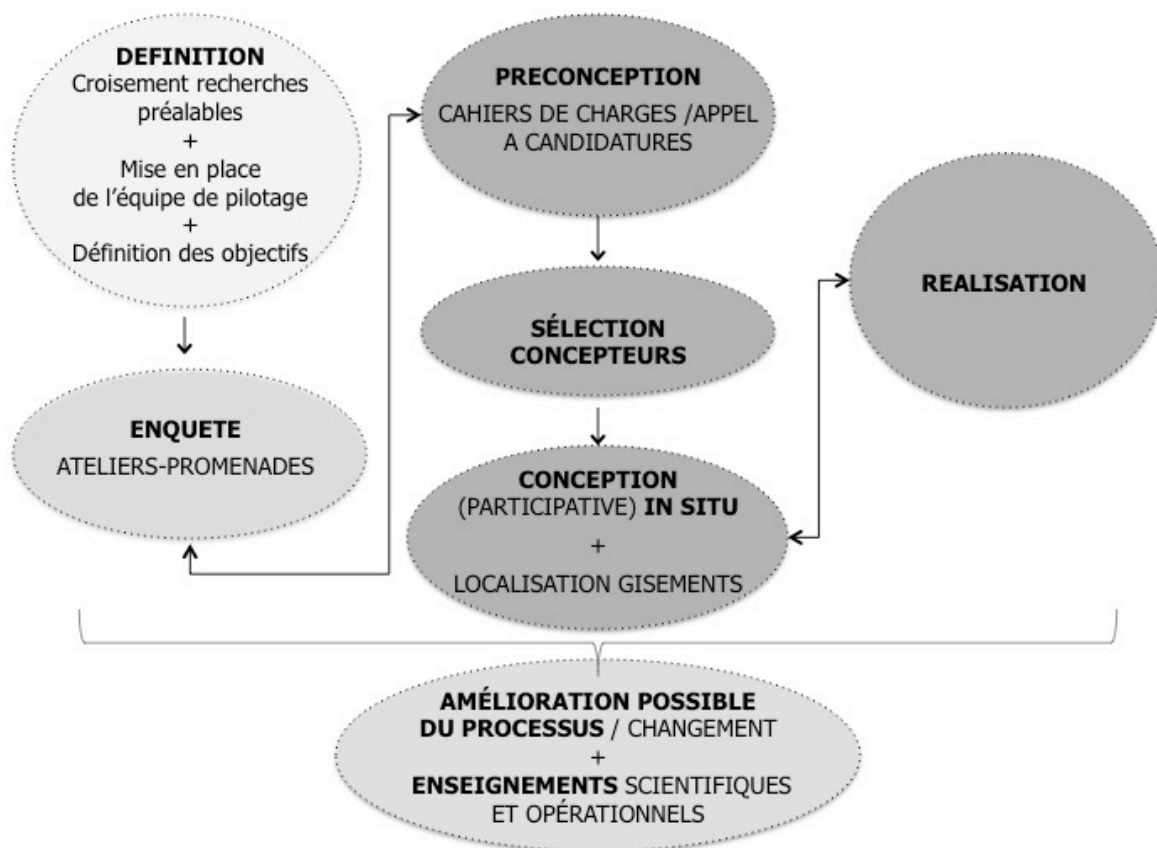 DEFINITION
Croisement recherches
préalables
+
Mise en place
de l'équipe de pilotage
+
Définition des objectifs
ENQUETE
ATELIERS-PROMENADES
PRECONCEPTION
CAHIERS DE CHARGES /APPEL
A CANDIDATURES
SÉLECTION
CONCEPTEURS
CONCEPTION
(PARTICIPATIVE) IN SITU
+
LOCALISATION GISEMENTS
REALISATION
AMÉLIORATION POSSIBLE
DU PROCESSUS / CHANGEMENT
+
ENSEIGNEMENTS SCIENTIFIQUES
ET OPÉRATIONNELS